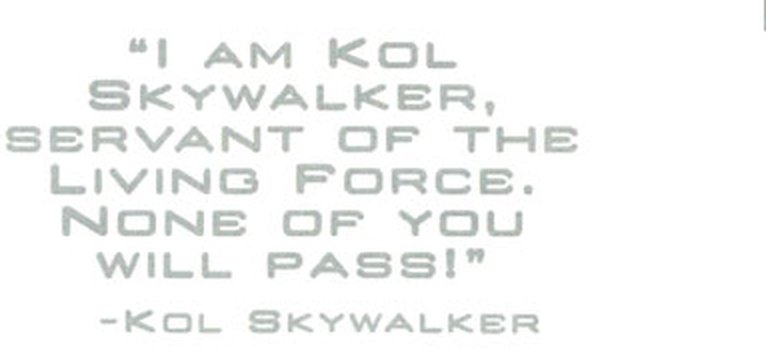 “I am Kol
Skywalker,
servant of the
Living Force.
None of you
will pass!”
-Kol Skywalker